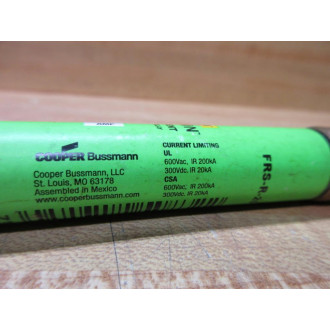 COOPER Bussmann
Cooper Bussmann, LLC
St. Louis, MO 63178
Assembled in Mexico
www.cooperbussmann.com
CURRENT LIMITING
UL
600Vac, IR 200kA
300Vdc, IR 20kA
CSA
600Vac, IR 200kA
300Vdc, IR 20kA
FRS-R-